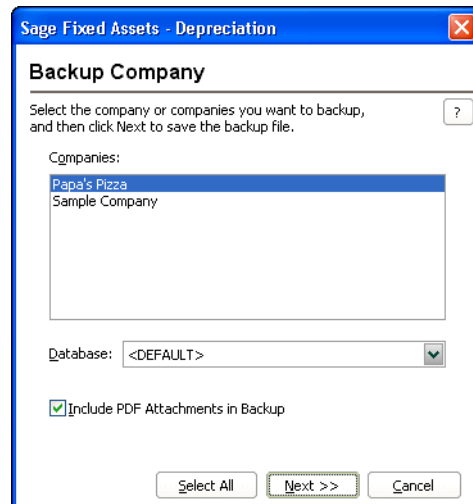 Sage Fixed Assets - Depreciation
Backup Company
Select the company or companies you want to backup,
and then click Next to save the backup file.
?
Companies:
Papa's Pizza
Sample Company
Database: <DEFAULT>
Include PDF Attachments in Backup
Select All Next >> Cancel